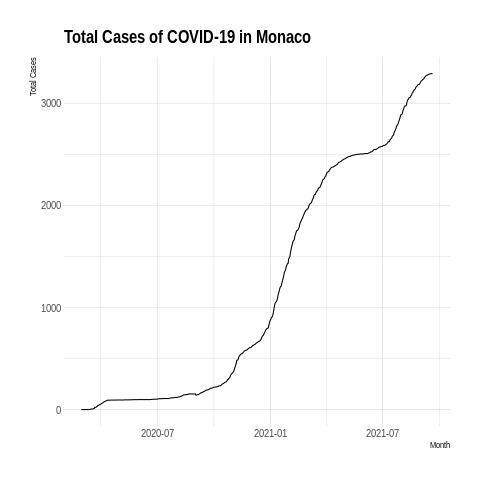 Total Cases of COVID-19 in Monaco
Total Cases
3000
2000
1000
0
2020-07
2021-01
2021-07
Month